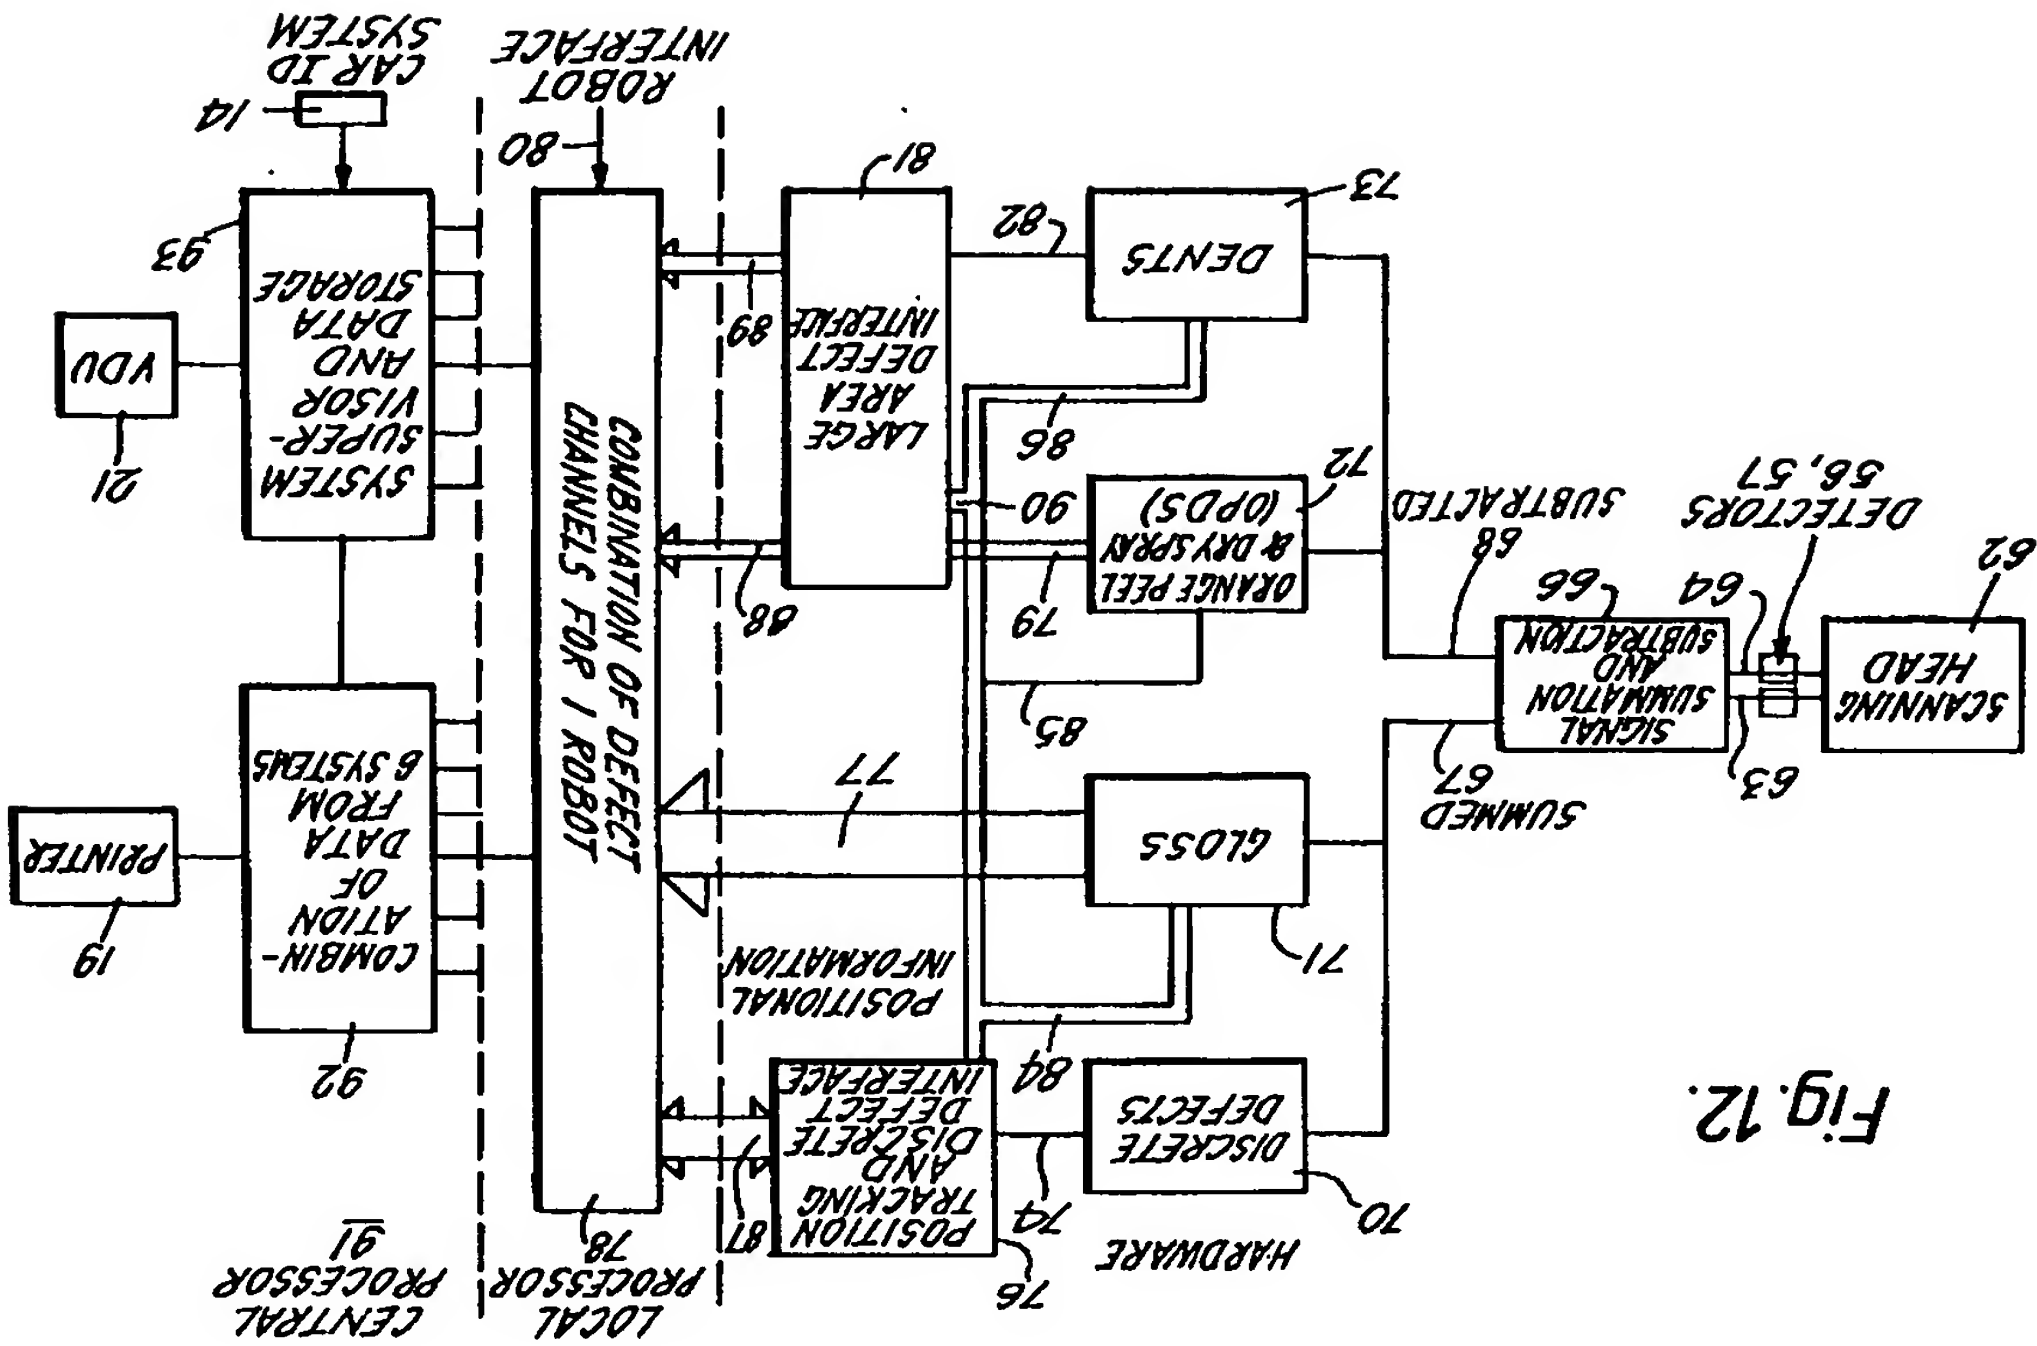 HARDWARE
LOCAL
PROCESSOR
CENTRAL
PROCESSOR
91
Fig.12.
76
78
70
DISCRETE
DEFECTS
74
POSITION
TRACKING
AND
DISCRETE
DEFECT
INTERFACE
87
84
92
POSITIONAL
INFORMATION
71
GLOSS
77
COMBIN-
ATION
OF
DATA
FROM
6 SYSTEMS
19
PRINTER
SUMMED
67
SCANNING
HEAD
62
63
64
DETECTORS
56, 57
SIGNAL
SUMMATION
AND
SUBTRACTION
66
68
SUBTRACTED
85
ORANGE PEEL
& DRY SPRAY
(OPDS)
72
79
90
86
88
COMBINATION OF DEFECT
CHANNELS FOR 1 ROBOT
LARGE
AREA
DEFECT
INTERFACE
81
SYSTEM
SUPER-
VISOR
AND
DATA
STORAGE
93
21
VDU
DENTS
73
82
89
80
ROBOT
INTERFACE
14
CAR ID
SYSTEM